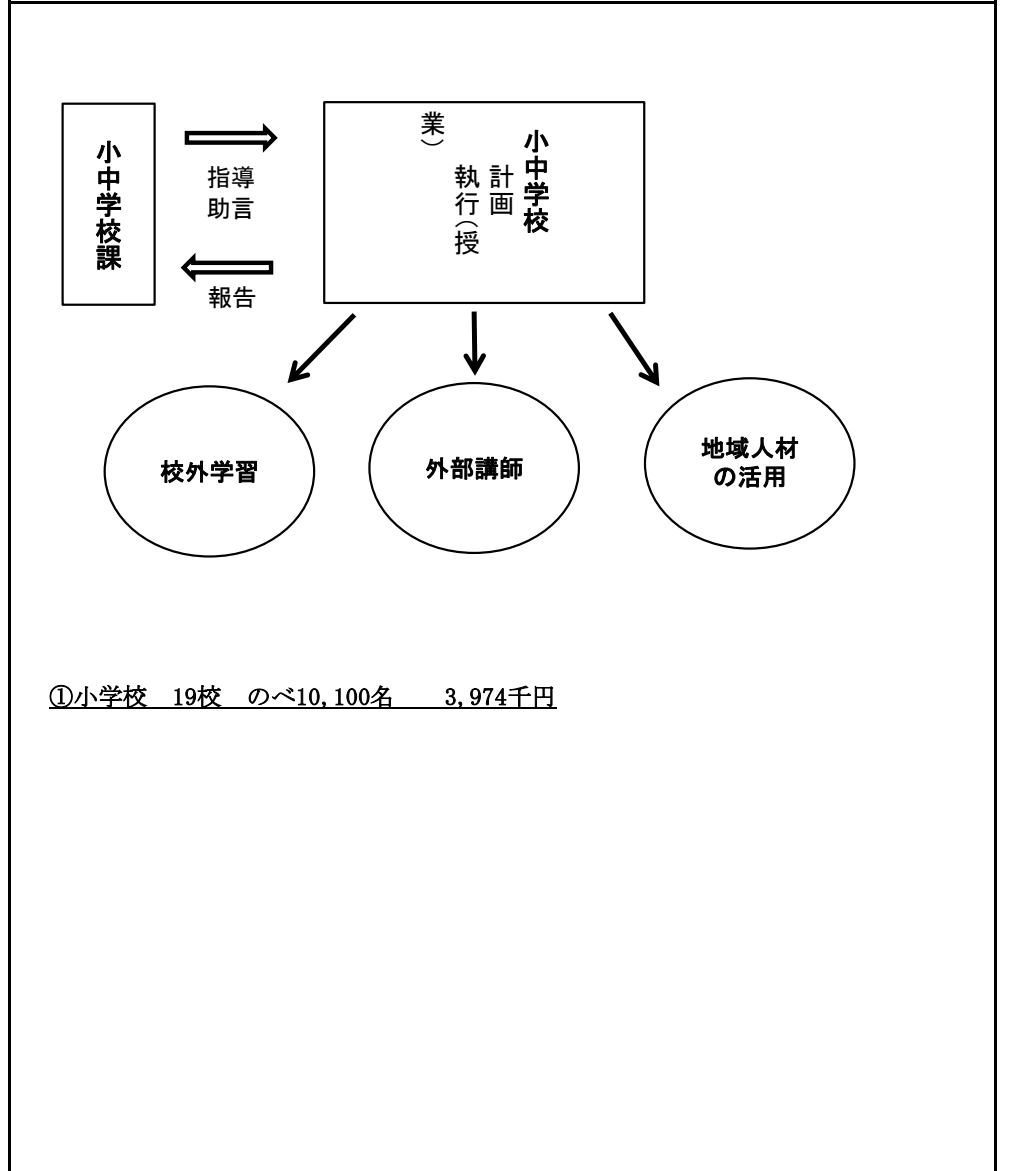 小中学校課
指導
助言
報告
小中学校
計画
執行（授
業）
校外学習
外部講師
地域人材
の活用
①小学校　19校　のべ10,100名　　3,974千円